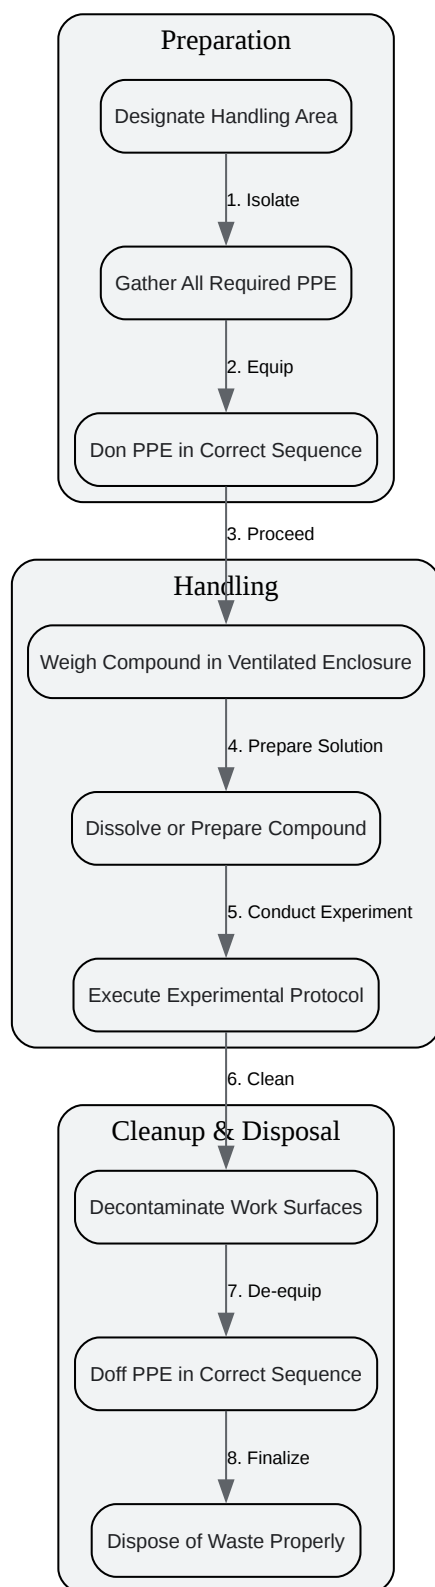 Preparation
Designate Handling Area
1. Isolate
Gather All Required PPE
2. Equip
Don PPE in Correct Sequence
3. Proceed
Handling
Weigh Compound in Ventilated Enclosure
4. Prepare Solution
Dissolve or Prepare Compound
5. Conduct Experiment
Execute Experimental Protocol
6. Clean
Cleanup & Disposal
Decontaminate Work Surfaces
7. De-equip
Doff PPE in Correct Sequence
8. Finalize
Dispose of Waste Properly